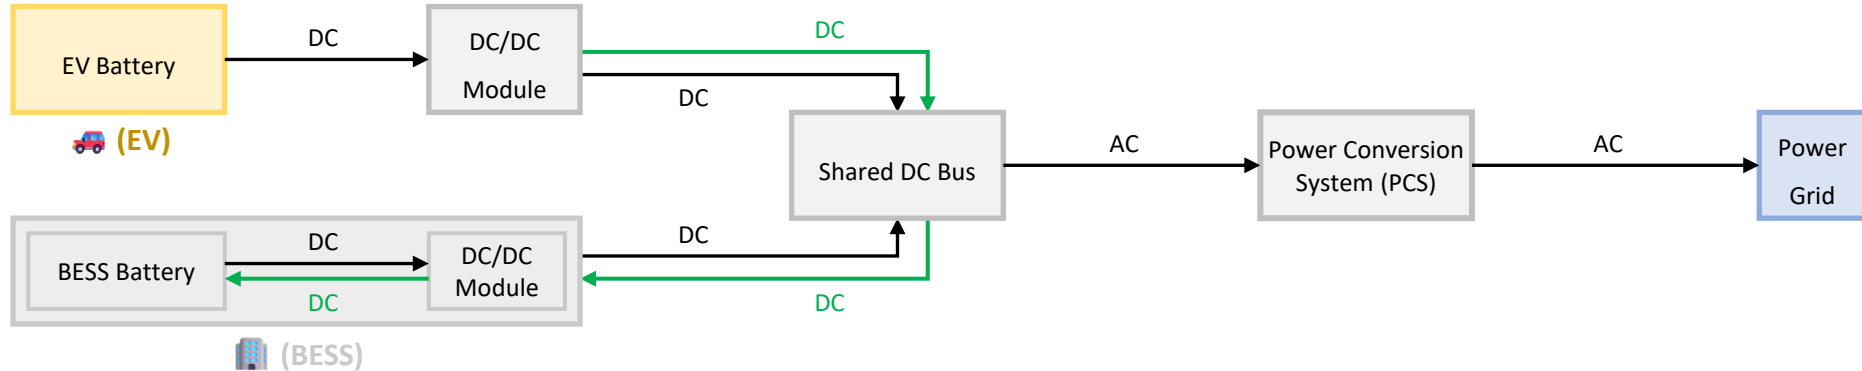 EV Battery
DC
DC/DC
Module
DC
DC
(EV)
Shared DC Bus
AC
Power Conversion
System (PCS)
AC
Power
Grid
BESS Battery
DC
DC
DC/DC
Module
DC
DC
(BESS)